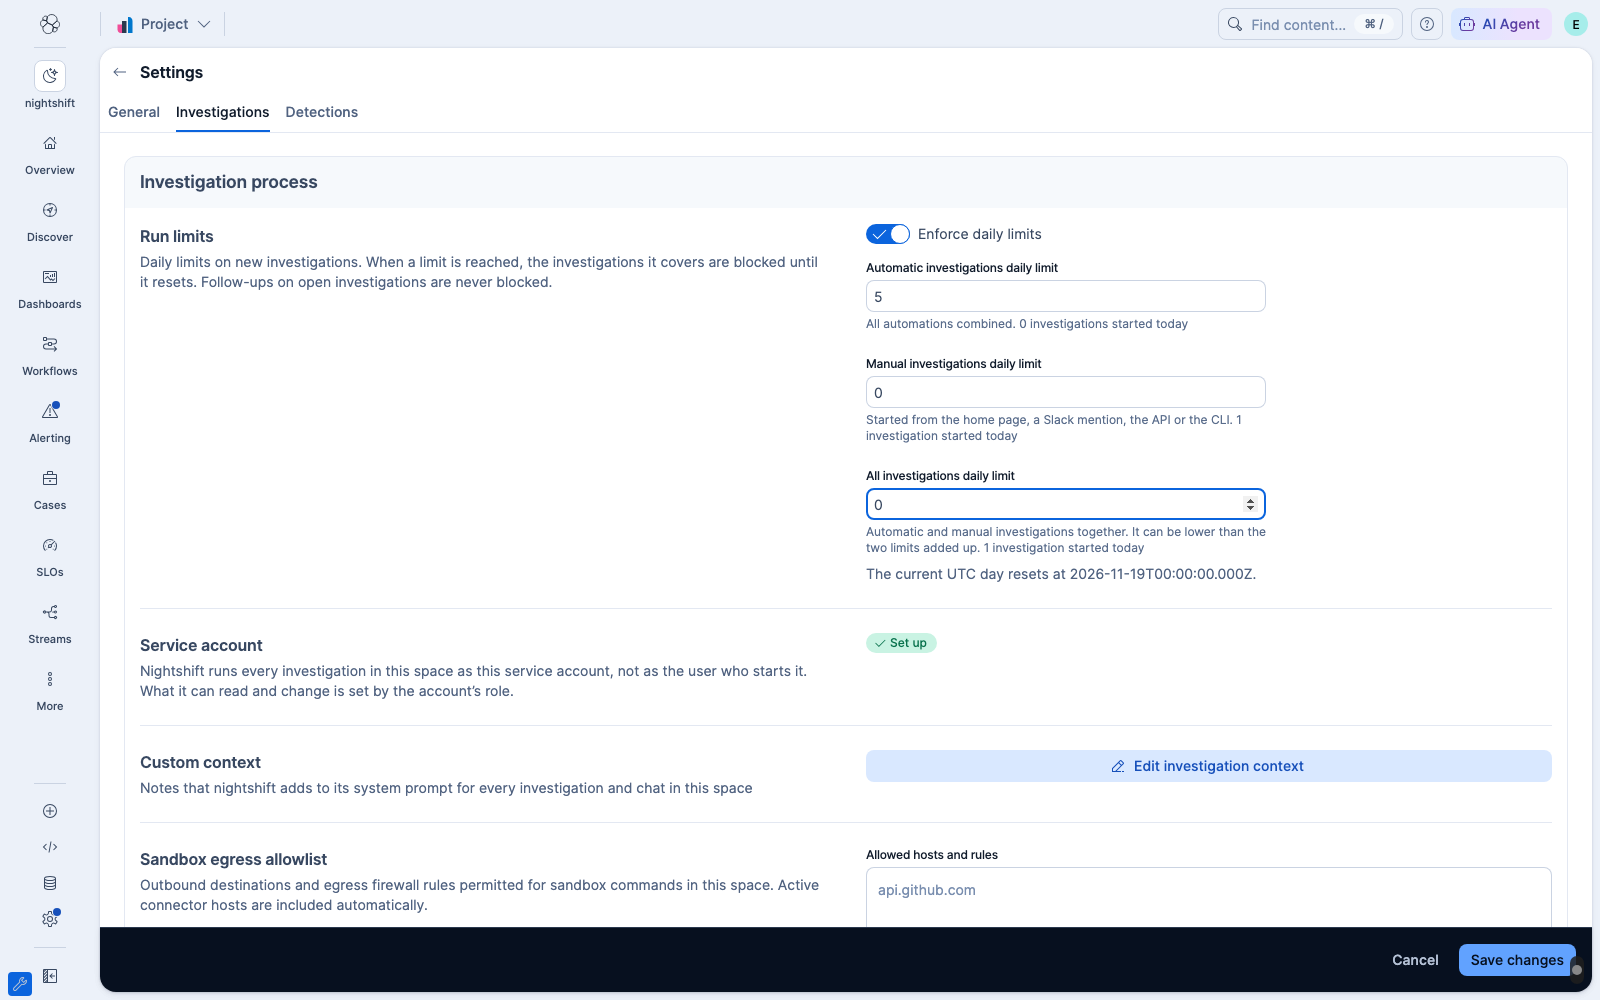 Project
Find content...
⌘ /
AI Agent
E
nightshift
Overview
Discover
Dashboards
Workflows
Alerting
Cases
SLOs
Streams
More
Settings
General
Investigations
Detections
Investigation process
Run limits
Daily limits on new investigations. When a limit is reached, the investigations it covers are blocked until
it resets. Follow-ups on open investigations are never blocked.
Enforce daily limits
Automatic investigations daily limit
5
All automations combined. 0 investigations started today
Manual investigations daily limit
0
Started from the home page, a Slack mention, the API or the CLI. 1
investigation started today
All investigations daily limit
0
Automatic and manual investigations together. It can be lower than the
two limits added up. 1 investigation started today
The current UTC day resets at 2026-11-19T00:00:00.000Z.
Service account
Nightshift runs every investigation in this space as this service account, not as the user who starts it.
What it can read and change is set by the account’s role.
Set up
Custom context
Notes that nightshift adds to its system prompt for every investigation and chat in this space
Edit investigation context
Sandbox egress allowlist
Outbound destinations and egress firewall rules permitted for sandbox commands in this space. Active
connector hosts are included automatically.
Allowed hosts and rules
api.github.com
Cancel
Save changes